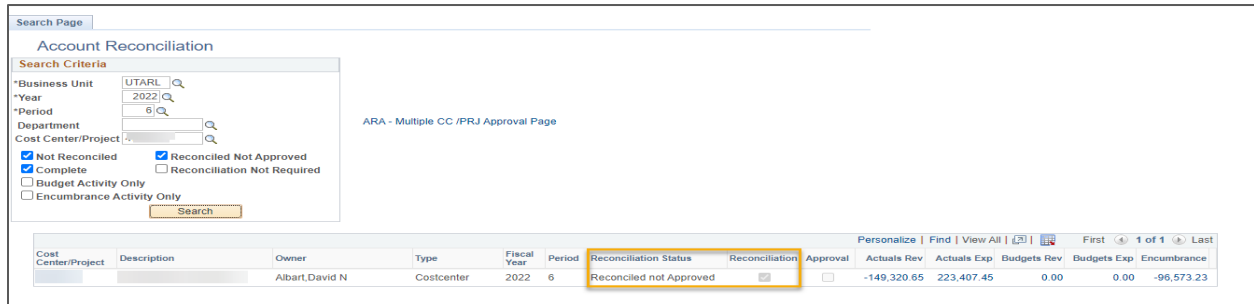 Search Page
Account Reconciliation
Search Criteria
*Business Unit UTARL
*Year 2022
*Period 6
Department
Cost Center/Project
ARA - Multiple CC /PRJ Approval Page
Not Reconciled Reconciled Not Approved
Complete Reconciliation Not Required
Budget Activity Only
Encumbrance Activity Only
Search
Personalize | Find | View All | First 1 of 1 Last
Cost Center/Project Description Owner Type Fiscal Year Period Reconciliation Status Reconciliation Approval Actuals Rev Actuals Exp Budgets Rev Budgets Exp Encumbrance
Albart,David N Costcenter 2022 6 Reconciled not Approved -149,320.65 223,407.45 0.00 0.00 -96,573.23